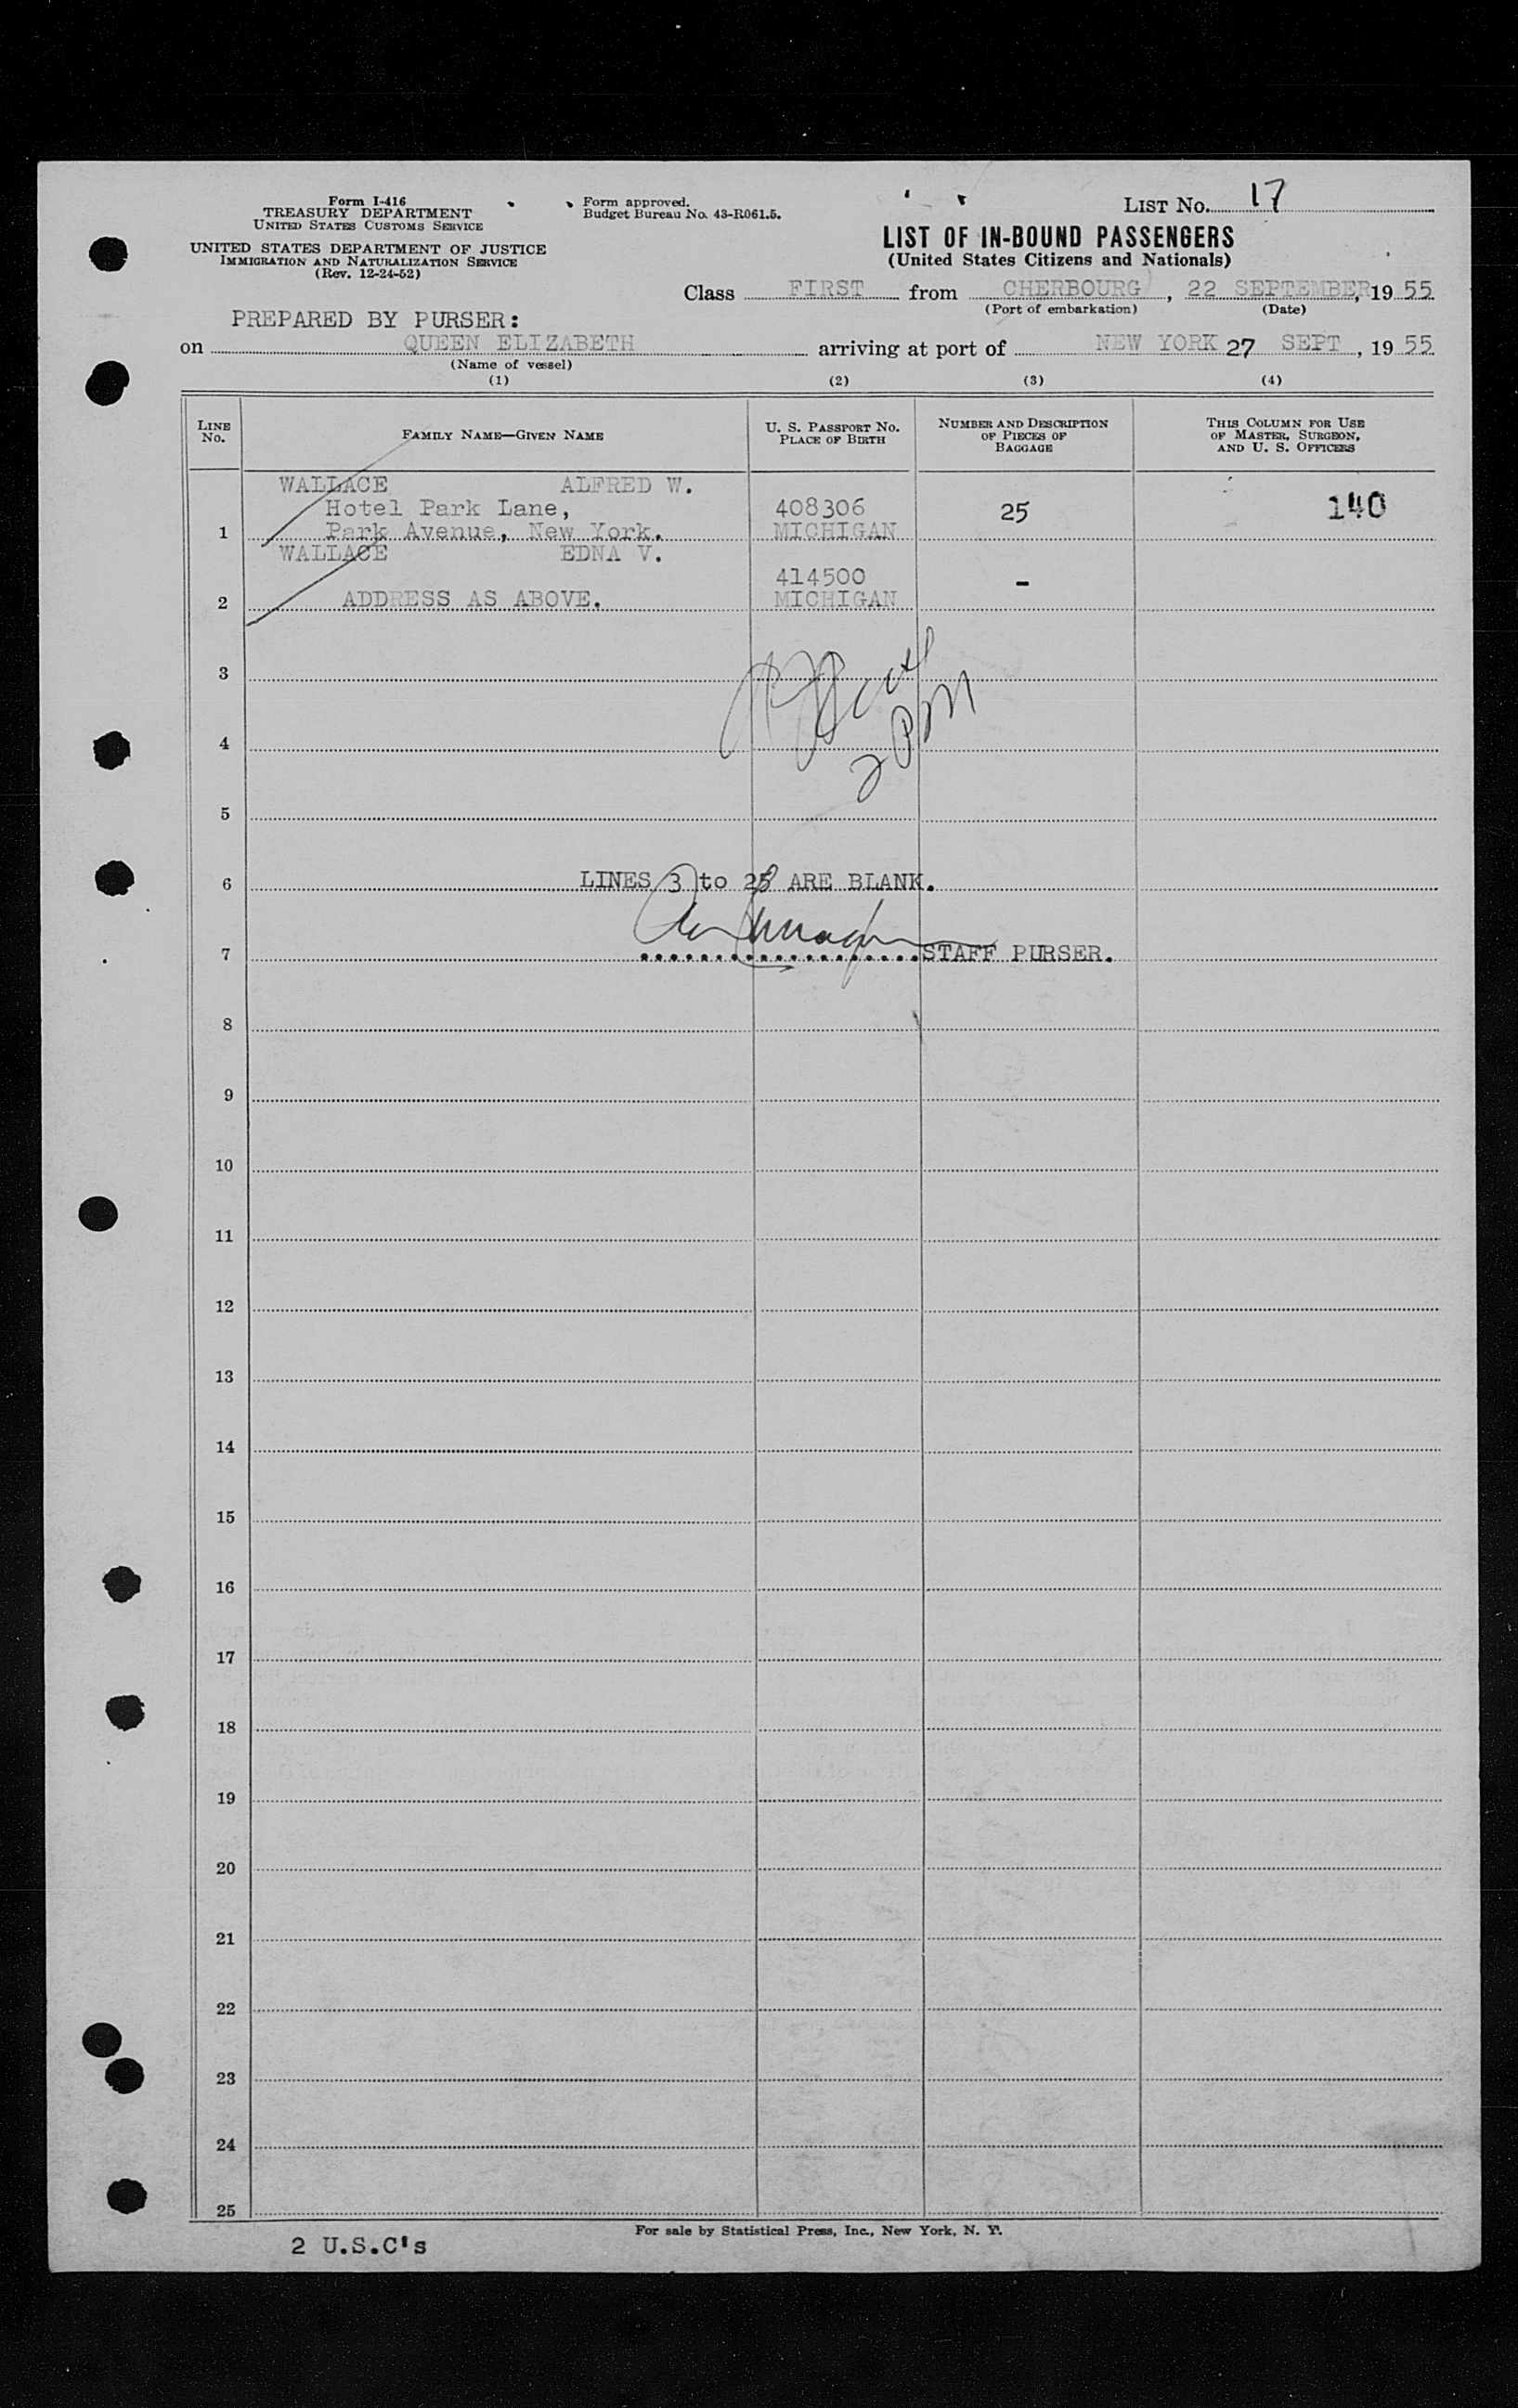 Form I-416
TREASURY DEPARTMENT
UNITED STATES CUSTOMS SERVICE
UNITED STATES DEPARTMENT OF JUSTICE
IMMIGRATION AND NATURALIZATION SERVICE
(Rev. 12-24-52)
Form approved.
Budget Bureau No. 43-R061.5.
LIST NO. 17
LIST OF IN-BOUND PASSENGERS
(United States Citizens and Nationals)
Class FIRST from CHERBOURG, 22 SEPTEMBER, 19 55
(Port of embarkation) (Date)
PREPARED BY PURSER:
on QUEEN ELIZABETH arriving at port of NEW YORK 27 SEPT, 19 55
(Name of vessel)
(1) (2) (3) (4)
LINE No. FAMILY NAME—GIVEN NAME U. S. PASSPORT NO. PLACE OF BIRTH NUMBER AND DESCRIPTION OF PIECES OF BAGGAGE THIS COLUMN FOR USE OF MASTER, SURGEON, AND U. S. OFFICERS
WALLACE ALFRED W.
Hotel Park Lane, 408306 25 140
1 Park Avenue, New York. MICHIGAN
WALLACE EDNA V.
414500 -
2 ADDRESS AS ABOVE. MICHIGAN
3
4
2 PM
5
6 LINES 3 to 25 ARE BLANK.
7 STAFF PURSER.
8
9
10
11
12
13
14
15
16
17
18
19
20
21
22
23
24
25
For sale by Statistical Press, Inc., New York, N. Y.
2 U.S.C's